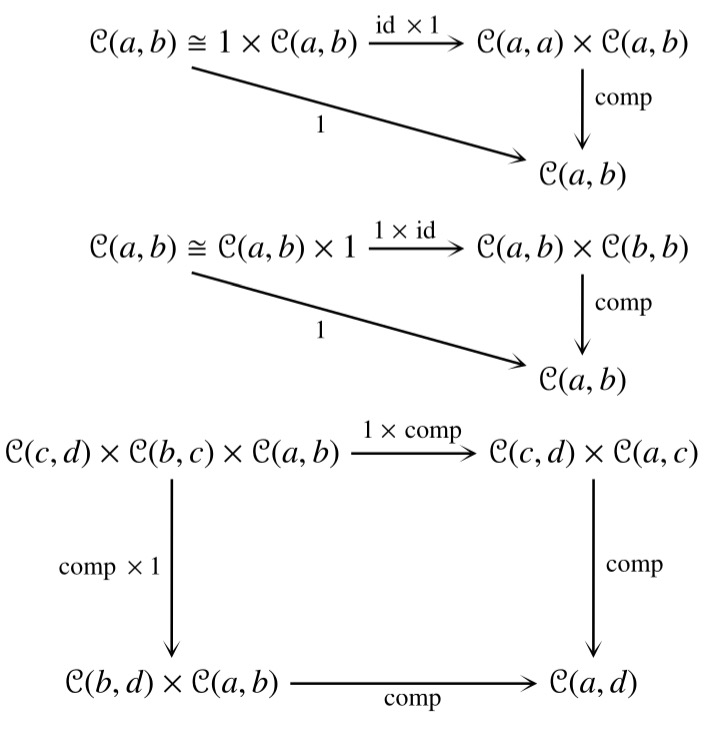 𝒞(a, b) ≅ 1 × 𝒞(a, b) id × 1 𝒞(a, a) × 𝒞(a, b)
comp
1
𝒞(a, b)
𝒞(a, b) ≅ 𝒞(a, b) × 1 1 × id 𝒞(a, b) × 𝒞(b, b)
comp
1
𝒞(a, b)
𝒞(c, d) × 𝒞(b, c) × 𝒞(a, b) 1 × comp 𝒞(c, d) × 𝒞(a, c)
comp × 1 comp
𝒞(b, d) × 𝒞(a, b) comp 𝒞(a, d)